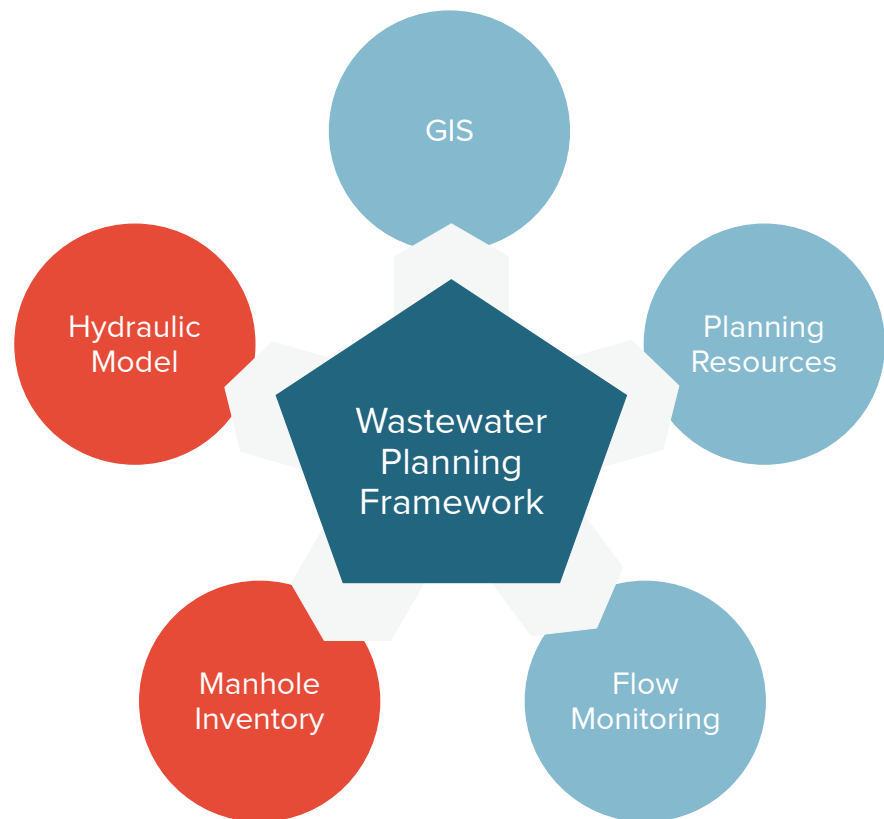 GIS
Hydraulic
Model
Planning
Resources
Wastewater
Planning
Framework
Manhole
Inventory
Flow
Monitoring